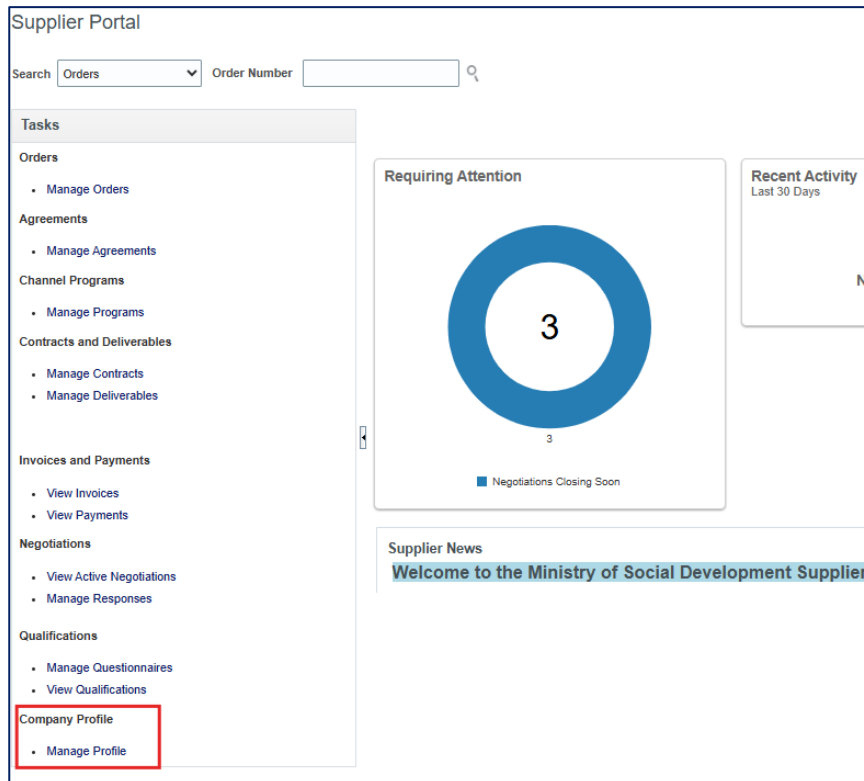 Supplier Portal
Search Orders Order Number
Tasks
Orders
Manage Orders
Agreements
Manage Agreements
Channel Programs
Manage Programs
Contracts and Deliverables
Manage Contracts
Manage Deliverables
Invoices and Payments
View Invoices
View Payments
Negotiations
View Active Negotiations
Manage Responses
Qualifications
Manage Questionnaires
View Qualifications
Company Profile
Manage Profile
Requiring Attention
3
3
Negotiations Closing Soon
Recent Activity
Last 30 Days
N
Supplier News
Welcome to the Ministry of Social Development Supplier